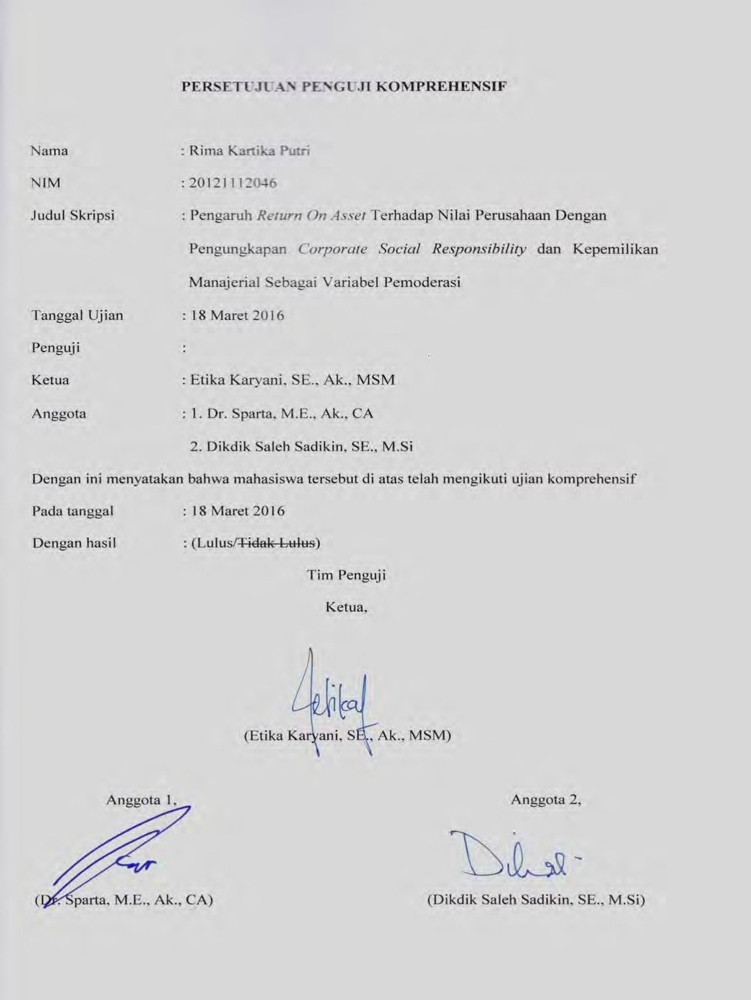 PERSETUJUAN PENGUJI KOMPREHENSIF
Nama : Rima Kartika Putri
NIM : 20121112046
Judul Skripsi : Pengaruh Return On Asset Terhadap Nilai Perusahaan Dengan
Pengungkapan Corporate Social Responsibility dan Kepemilikan
Manajerial Sebagai Variabel Pemoderasi
Tanggal Ujian : 18 Maret 2016
Penguji :
Ketua : Etika Karyani, SE., Ak., MSM
Anggota : 1. Dr. Sparta, M.E., Ak., CA
2. Dikdik Saleh Sadikin, SE., M.Si
Dengan ini menyatakan bahwa mahasiswa tersebut di atas telah mengikuti ujian komprehensif
Pada tanggal : 18 Maret 2016
Dengan hasil : (Lulus/Tidak Lulus)
Tim Penguji
Ketua,
(Etika Karyani, SE., Ak., MSM)
Anggota 1, Anggota 2,
(Dr. Sparta, M.E., Ak., CA) (Dikdik Saleh Sadikin, SE., M.Si)